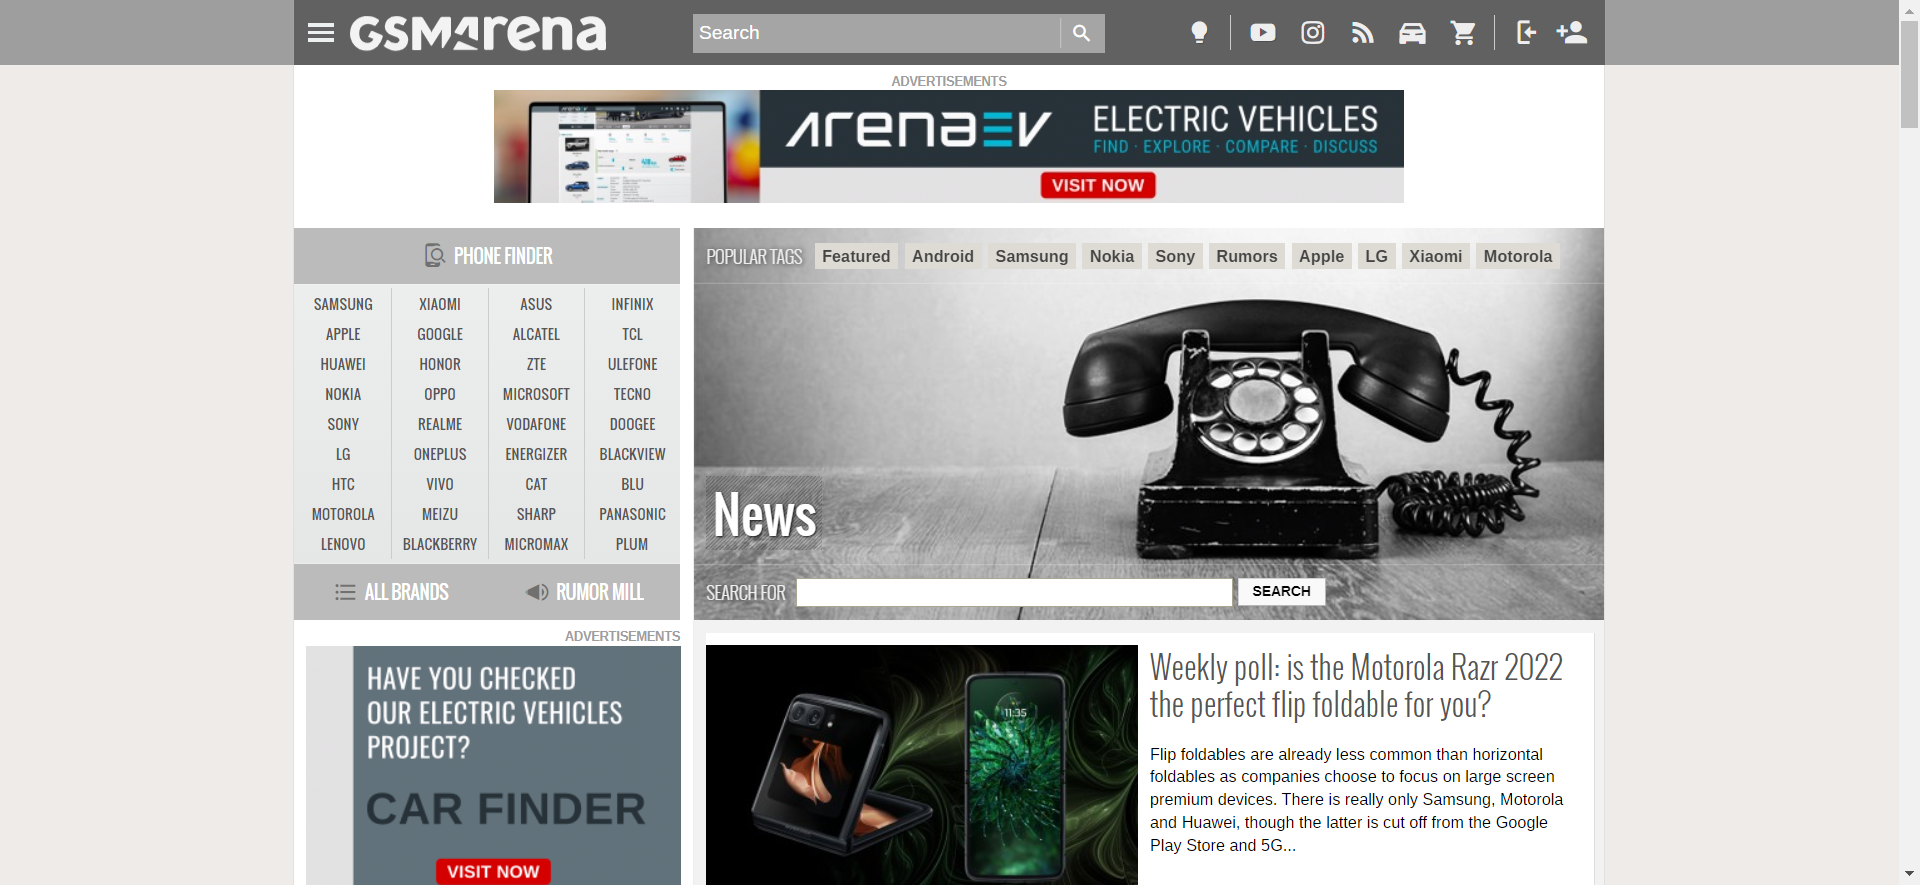 GSMArena
Search
ADVERTISEMENTS
arenaEV
ELECTRIC VEHICLES
FIND · EXPLORE · COMPARE · DISCUSS
VISIT NOW
PHONE FINDER
SAMSUNG XIAOMI ASUS INFINIX
APPLE GOOGLE ALCATEL TCL
HUAWEI HONOR ZTE ULEFONE
NOKIA OPPO MICROSOFT TECNO
SONY REALME VODAFONE DOOGEE
LG ONEPLUS ENERGIZER BLACKVIEW
HTC VIVO CAT BLU
MOTOROLA MEIZU SHARP PANASONIC
LENOVO BLACKBERRY MICROMAX PLUM
ALL BRANDS RUMOR MILL
ADVERTISEMENTS
HAVE YOU CHECKED
OUR ELECTRIC VEHICLES
PROJECT?
CAR FINDER
VISIT NOW
POPULAR TAGS Featured Android Samsung Nokia Sony Rumors Apple LG Xiaomi Motorola
News
SEARCH FOR SEARCH
11:35
Weekly poll: is the Motorola Razr 2022
the perfect flip foldable for you?
Flip foldables are already less common than horizontal
foldables as companies choose to focus on large screen
premium devices. There is really only Samsung, Motorola
and Huawei, though the latter is cut off from the Google
Play Store and 5G...